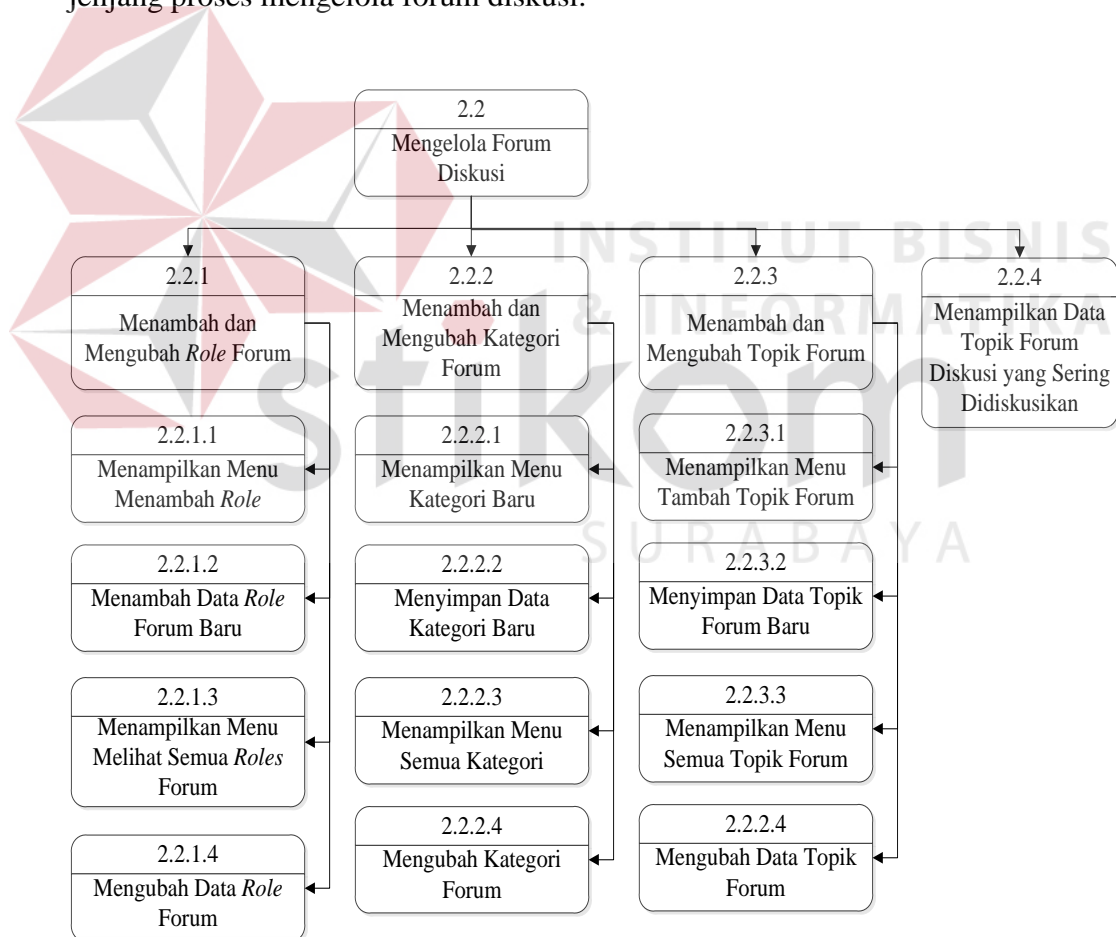 jenjang proses mengelola forum diskusi.
2.2
Mengelola Forum
Diskusi
INSTITUT BISNIS
& INFORMATIKA
stikom
SURABAYA
2.2.1
Menambah dan
Mengubah Role Forum
2.2.1.1
Menampilkan Menu
Menambah Role
2.2.1.2
Menambah Data Role
Forum Baru
2.2.1.3
Menampilkan Menu
Melihat Semua Roles
Forum
2.2.1.4
Mengubah Data Role
Forum
2.2.2
Menambah dan
Mengubah Kategori
Forum
2.2.2.1
Menampilkan Menu
Kategori Baru
2.2.2.2
Menyimpan Data
Kategori Baru
2.2.2.3
Menampilkan Menu
Semua Kategori
2.2.2.4
Mengubah Kategori
Forum
2.2.3
Menambah dan
Mengubah Topik Forum
2.2.3.1
Menampilkan Menu
Tambah Topik Forum
2.2.3.2
Menyimpan Data Topik
Forum Baru
2.2.3.3
Menampilkan Menu
Semua Topik Forum
2.2.2.4
Mengubah Data Topik
Forum
2.2.4
Menampilkan Data
Topik Forum
Diskusi yang Sering
Didiskusikan